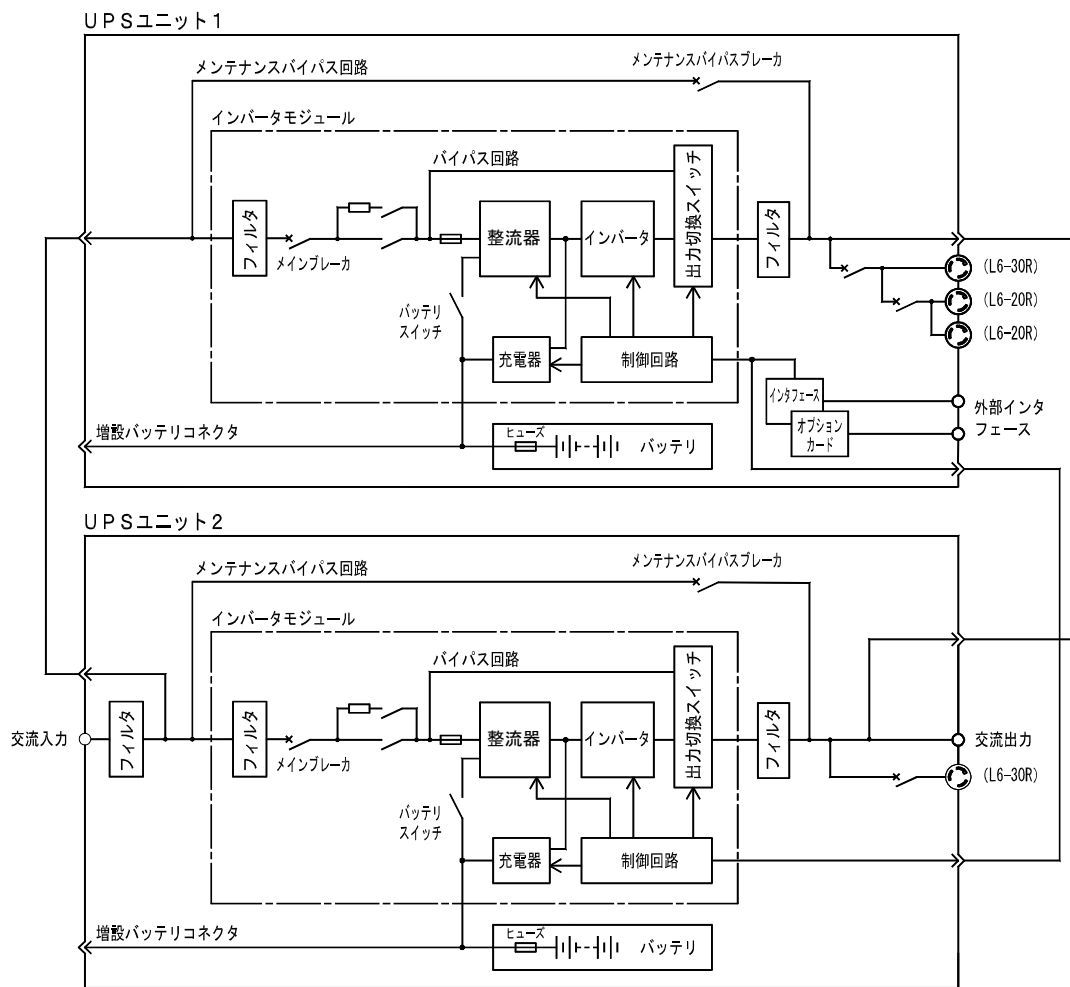 UPSユニット1
メンテナンスバイパス回路
メンテナンスバイパスブレーカ
インバータモジュール
バイパス回路
フィルタ
メインブレーカ
整流器
インバータ
出力切換スイッチ
フィルタ
(L6-30R)
(L6-20R)
(L6-20R)
バッテリ
スイッチ
充電器
制御回路
インタフェース
オプション
カード
外部インタ
フェース
増設バッテリコネクタ
ヒューズ
バッテリ
UPSユニット2
メンテナンスバイパス回路
メンテナンスバイパスブレーカ
インバータモジュール
バイパス回路
交流入力
フィルタ
フィルタ
メインブレーカ
整流器
インバータ
出力切換スイッチ
フィルタ
交流出力
(L6-30R)
バッテリ
スイッチ
充電器
制御回路
増設バッテリコネクタ
ヒューズ
バッテリ